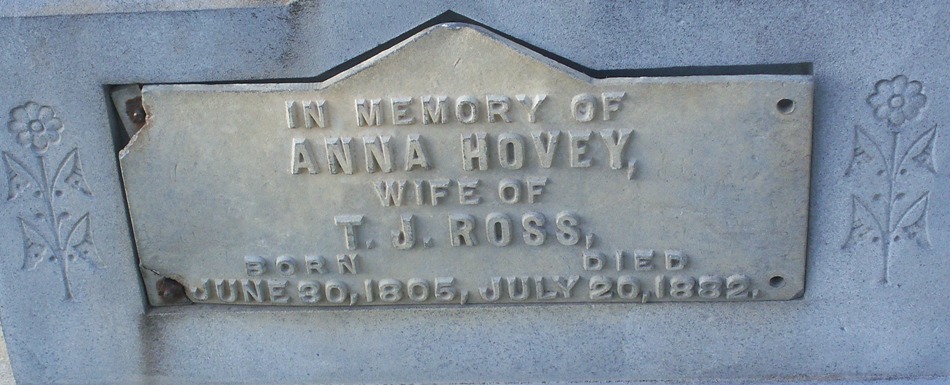 IN MEMORY OF
ANNA HOVEY,
WIFE OF
T. J. ROSS,
BORN DIED
JUNE 30, 1805, JULY 20, 1882.